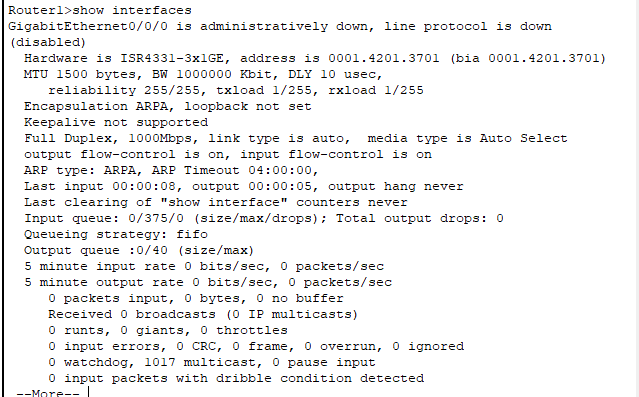 Router1>show interfaces
GigabitEthernet0/0/0 is administratively down, line protocol is down
(disabled)
Hardware is ISR4331-3x1GE, address is 0001.4201.3701 (bia 0001.4201.3701)
MTU 1500 bytes, BW 1000000 Kbit, DLY 10 usec,
reliability 255/255, txload 1/255, rxload 1/255
Encapsulation ARPA, loopback not set
Keepalive not supported
Full Duplex, 1000Mbps, link type is auto,  media type is Auto Select
output flow-control is on, input flow-control is on
ARP type: ARPA, ARP Timeout 04:00:00,
Last input 00:00:08, output 00:00:05, output hang never
Last clearing of "show interface" counters never
Input queue: 0/375/0 (size/max/drops); Total output drops: 0
Queueing strategy: fifo
Output queue :0/40 (size/max)
5 minute input rate 0 bits/sec, 0 packets/sec
5 minute output rate 0 bits/sec, 0 packets/sec
0 packets input, 0 bytes, 0 no buffer
Received 0 broadcasts (0 IP multicasts)
0 runts, 0 giants, 0 throttles
0 input errors, 0 CRC, 0 frame, 0 overrun, 0 ignored
0 watchdog, 1017 multicast, 0 pause input
0 input packets with dribble condition detected
--More--